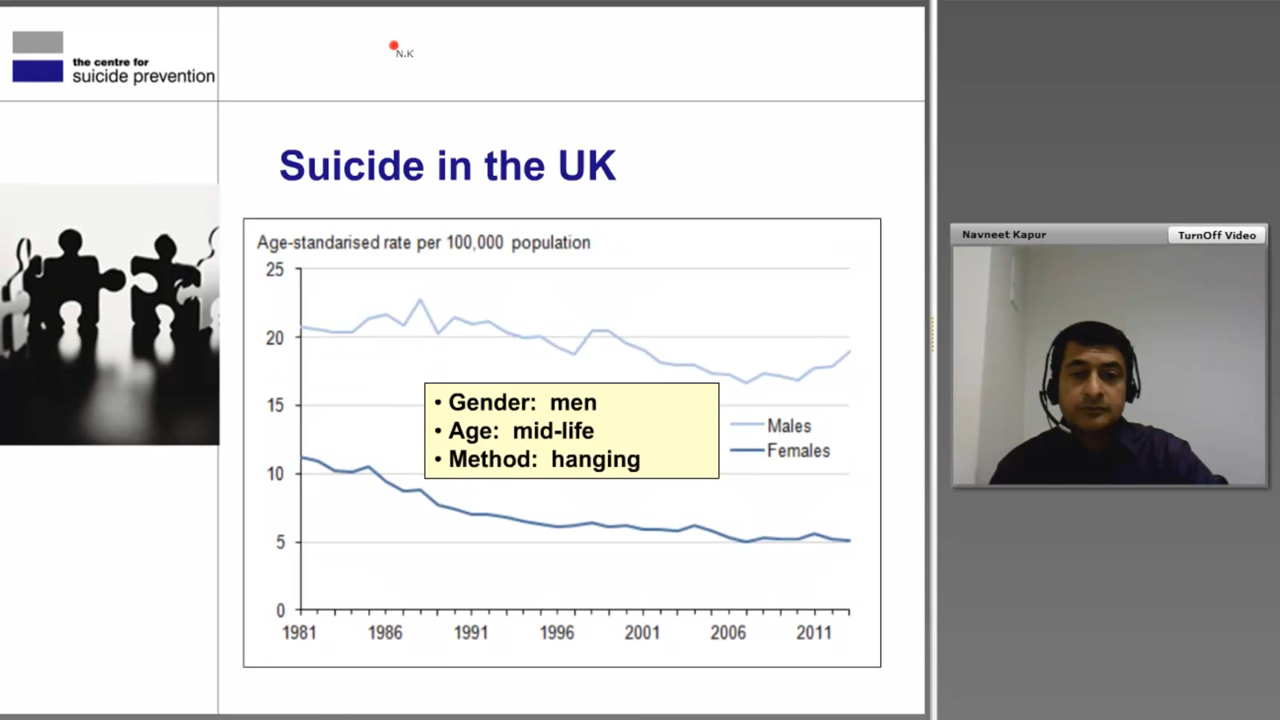 the centre for
suicide prevention
N.K
Suicide in the UK
Age-standarised rate per 100,000 population
25
20
15
10
5
0
1981 1986 1991 1996 2001 2006 2011
• Gender: men
• Age: mid-life
• Method: hanging
Males
Females
Navneet Kapur
TurnOff Video